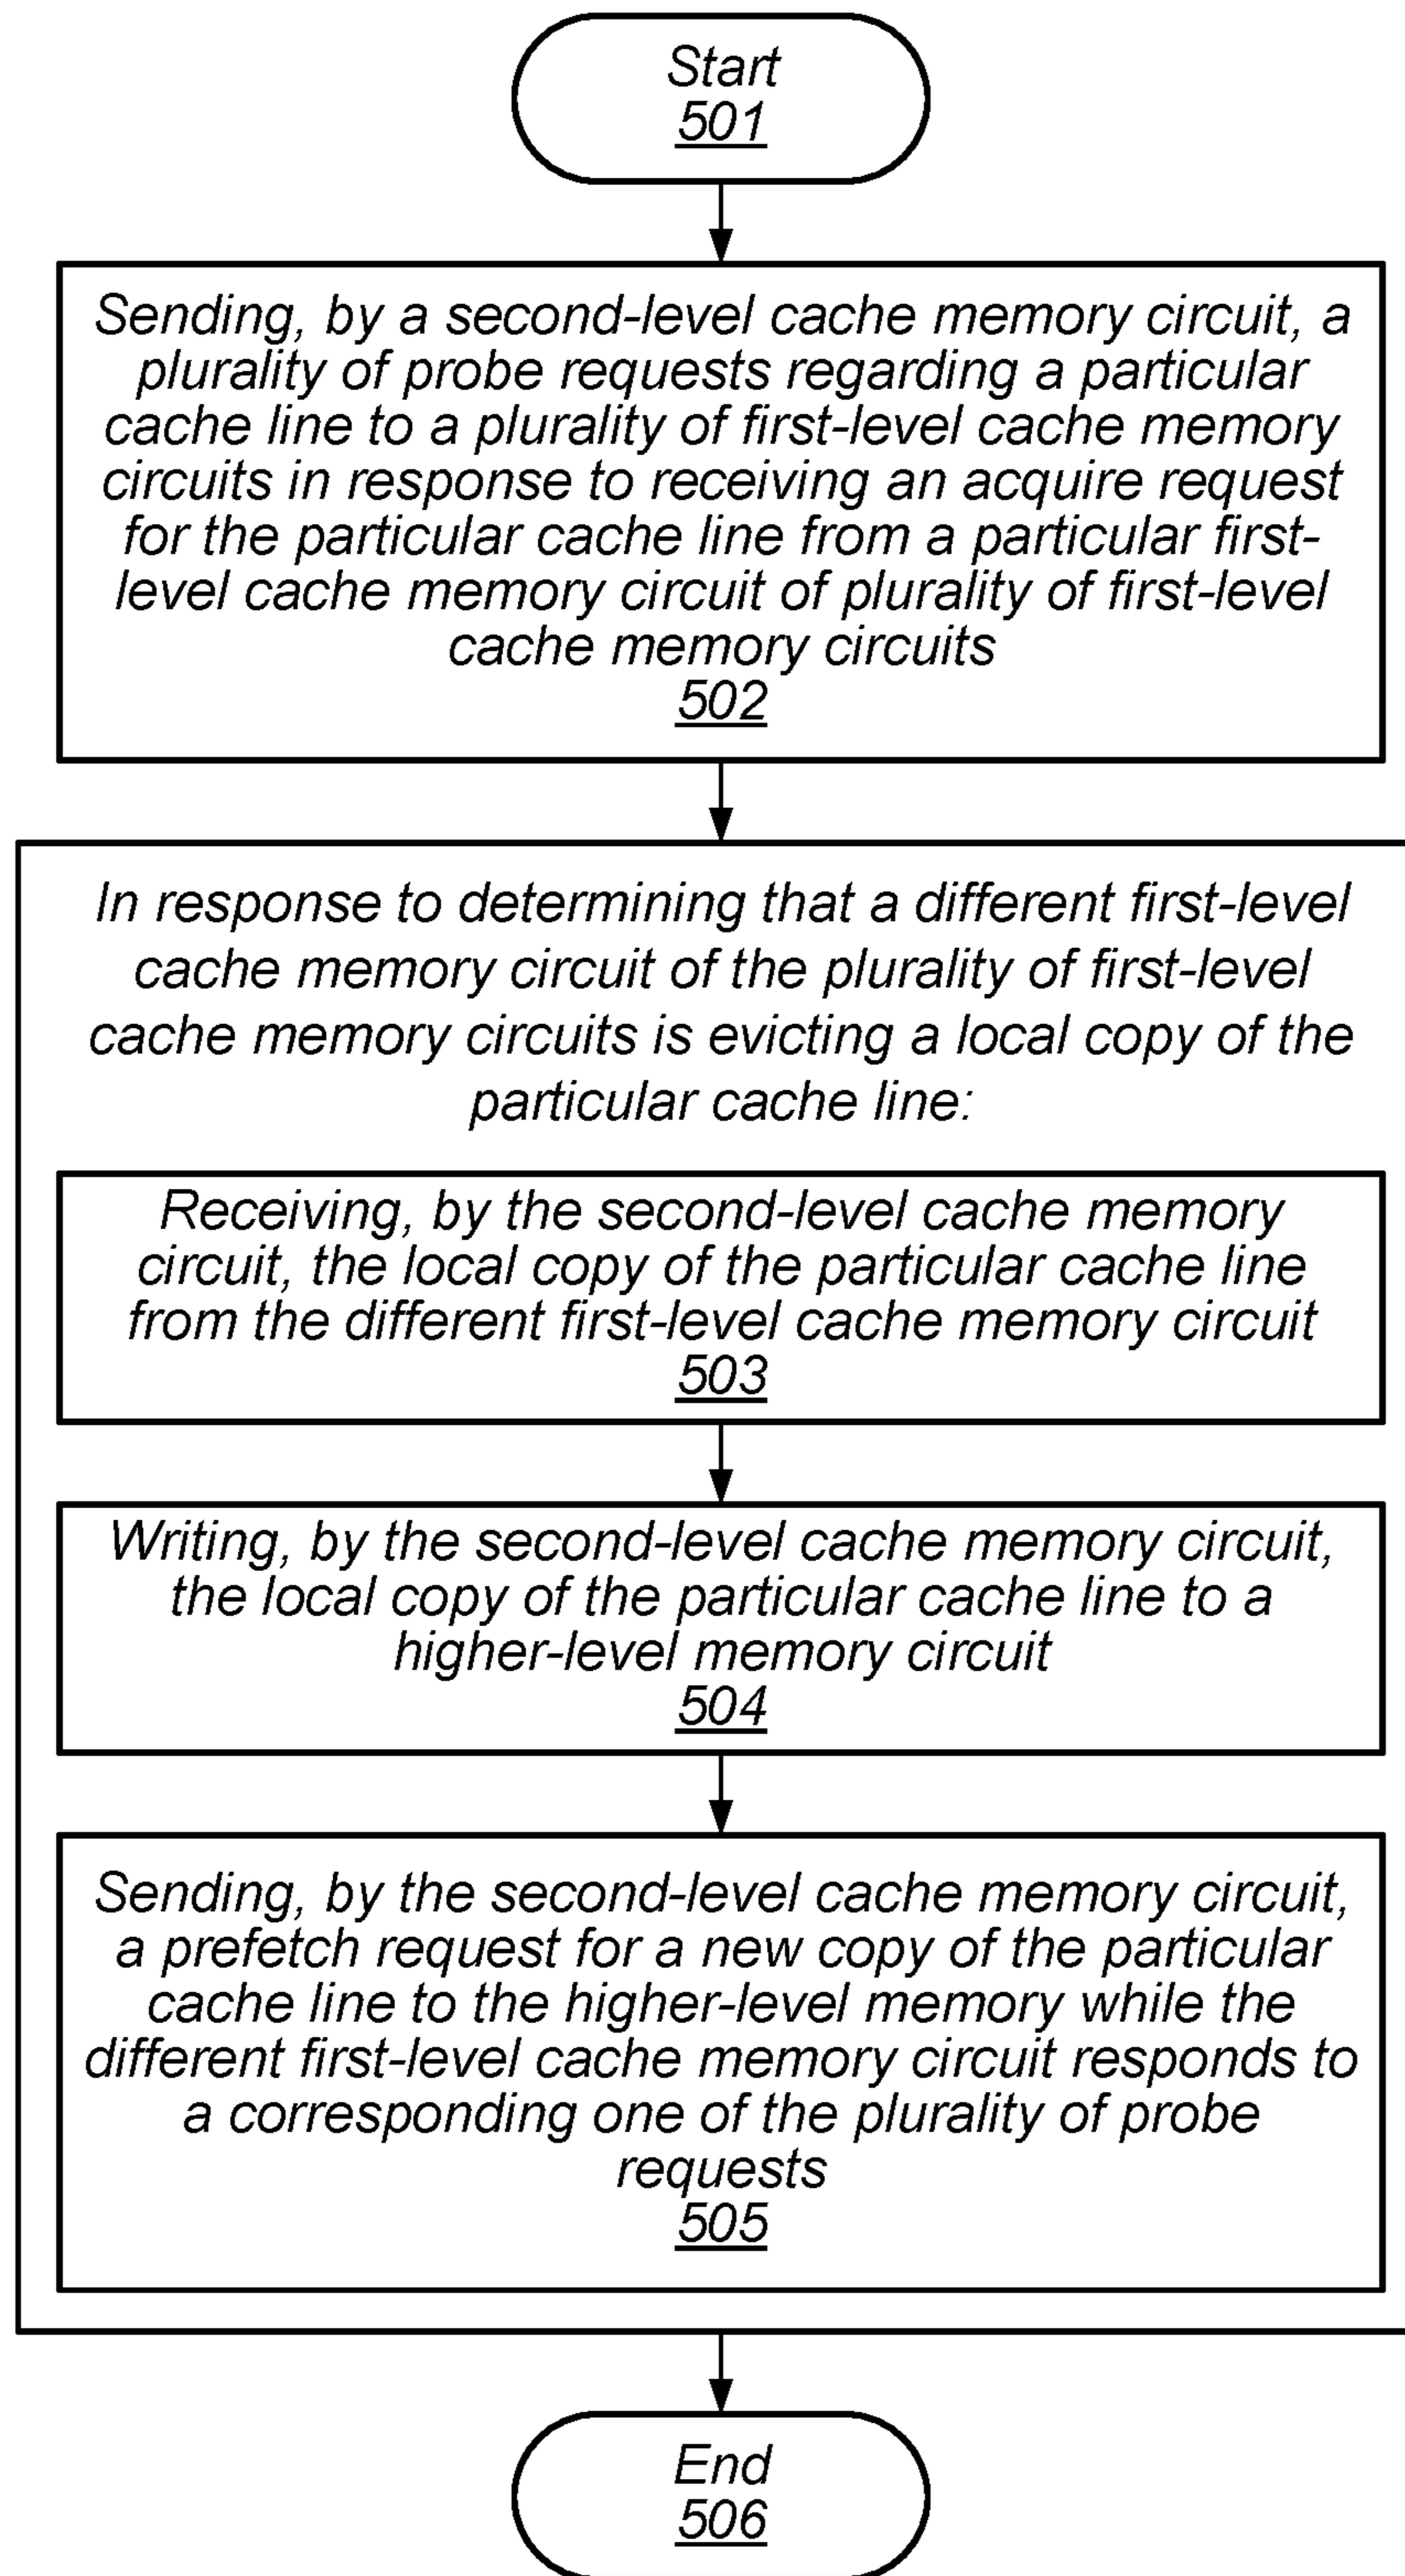 Start
501
Sending, by a second-level cache memory circuit, a
plurality of probe requests regarding a particular
cache line to a plurality of first-level cache memory
circuits in response to receiving an acquire request
for the particular cache line from a particular first-
level cache memory circuit of plurality of first-level
cache memory circuits
502
In response to determining that a different first-level
cache memory circuit of the plurality of first-level
cache memory circuits is evicting a local copy of the
particular cache line:
Receiving, by the second-level cache memory
circuit, the local copy of the particular cache line
from the different first-level cache memory circuit
503
Writing, by the second-level cache memory circuit,
the local copy of the particular cache line to a
higher-level memory circuit
504
Sending, by the second-level cache memory circuit,
a prefetch request for a new copy of the particular
cache line to the higher-level memory while the
different first-level cache memory circuit responds to
a corresponding one of the plurality of probe
requests
505
End
506